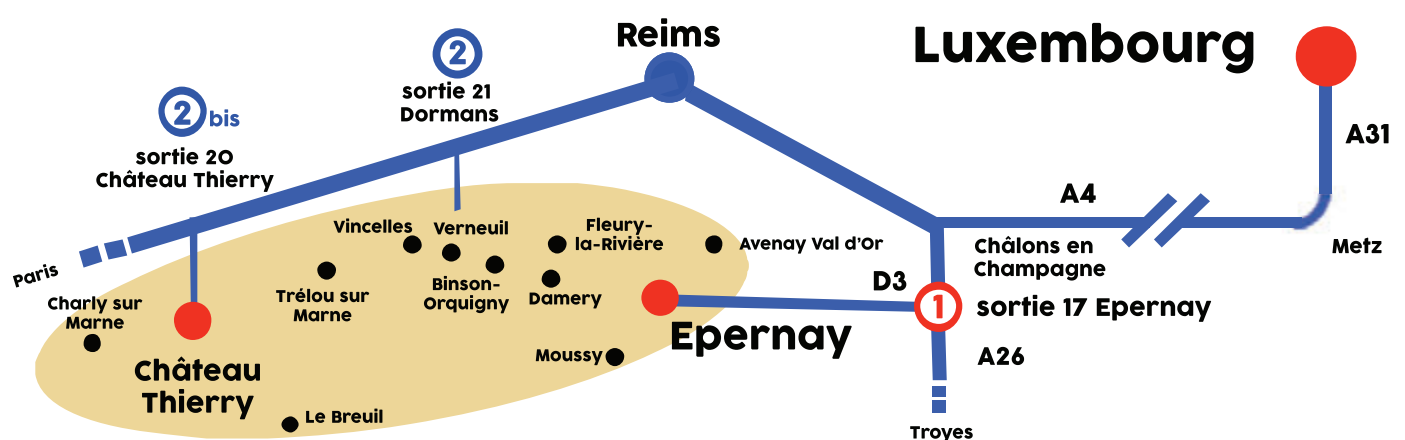 Reims
Luxembourg
2
sortie 21
Dormans
2 bis
sortie 20
Château Thierry
A31
A4
Metz
Châlons en
Champagne
Vincelles
Verneuil
Fleury-
la-Rivière
Avenay Val d'Or
Paris
Charly sur
Marne
Trélou sur
Marne
Binson-
Orquigny
Damery
D3
1
sortie 17 Epernay
Epernay
Moussy
A26
Château
Thierry
Le Breuil
Troyes